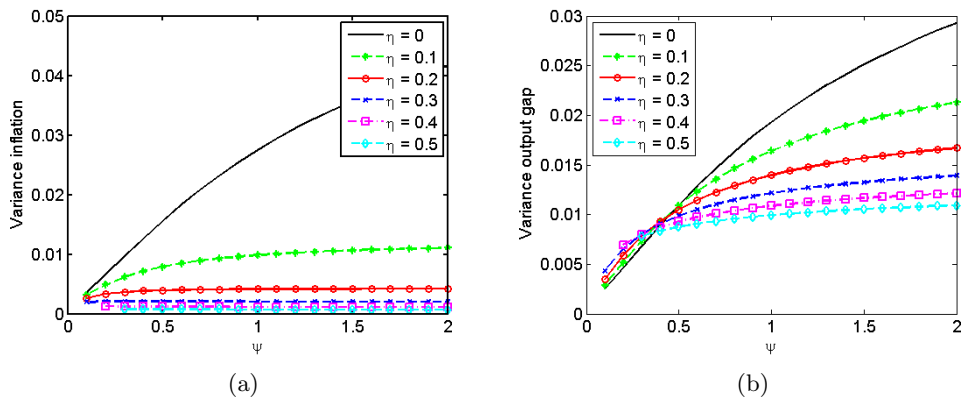 0.05
0.04
0.03
0.02
0.01
0
0
0.5
1
1.5
2
Variance inflation
ψ
η = 0
η = 0.1
η = 0.2
η = 0.3
η = 0.4
η = 0.5
(a)
0.03
0.025
0.02
0.015
0.01
0.005
0
0
0.5
1
1.5
2
Variance output gap
ψ
η = 0
η = 0.1
η = 0.2
η = 0.3
η = 0.4
η = 0.5
(b)